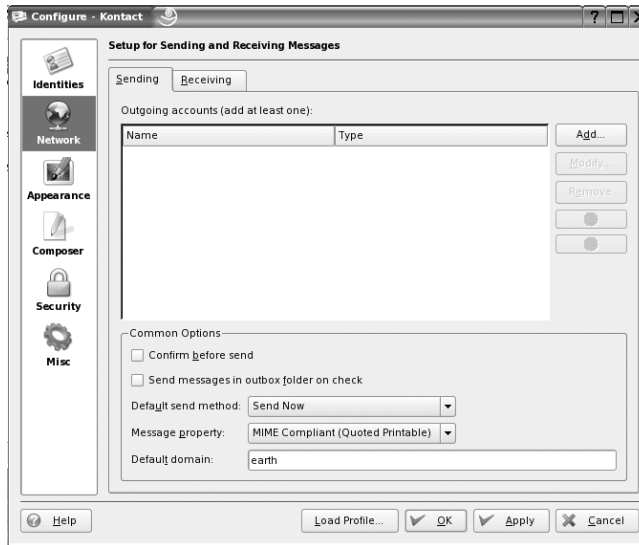 Configure - Kontact
Setup for Sending and Receiving Messages
Identities
Network
Appearance
Composer
Security
Misc
Sending
Receiving
Outgoing accounts (add at least one):
Name
Type
Add...
Modify...
Remove
Common Options
Confirm before send
Send messages in outbox folder on check
Default send method:
Send Now
Message property:
MIME Compliant (Quoted Printable)
Default domain:
earth
Help
Load Profile...
OK
Apply
Cancel